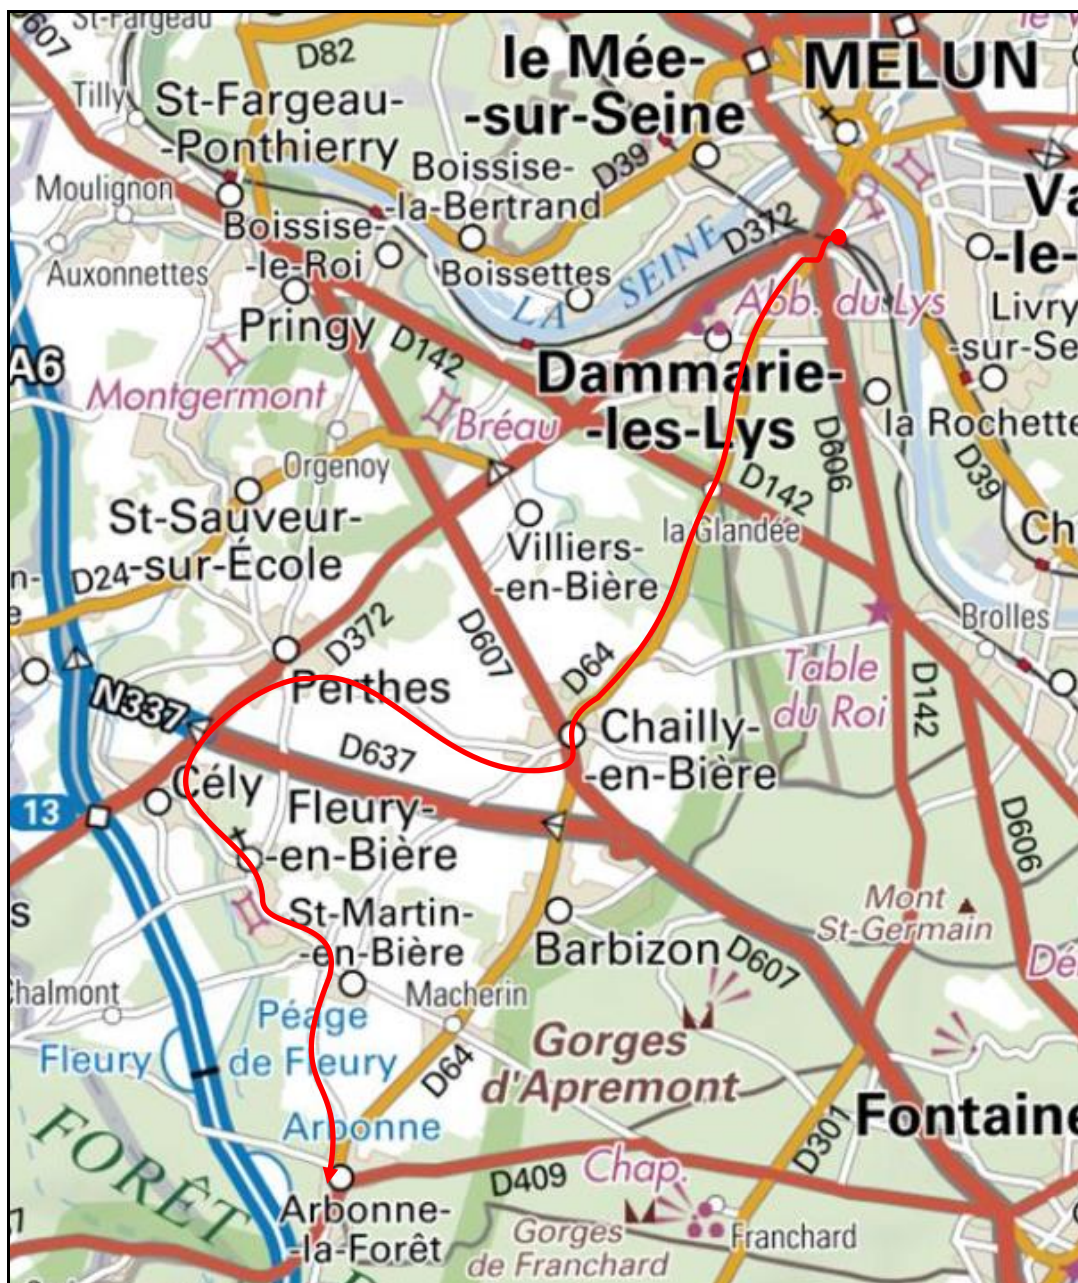 St-Fargeau
607
D82
le Mée-
-sur-Seine
MELUN
Tilly
St-Fargeau-
-Ponthierry
D39
Boissise-
-la-Bertrand
Moulignon
Va
-le-
Boissise-
-le-Roi
D372
Auxonnettes
Boissettes
LA SEINE
Abb. du Lys
Livry
-sur-Se
Pringy
D142
A6
Montgermont
Dammarie-
-les-Lys
Bréau
la Rochette
D606
D39
Orgenoy
D142
St-Sauveur-
-sur-École
la Glandée
Ch
Villiers-
-en-Bière
D24
Brolles
D372
D607
D64
Table
du Roi
D142
Perthes
N337
D637
Chailly-
-en-Bière
Cély
13
Fleury-
-en-Bière
D606
Mont
St-Germain
s
St-Martin-
-en-Bière
Barbizon
D607
Dé
Chalmont
Macherin
Péage
de Fleury
Fleury
Gorges
d'Apremont
D64
Arbonne
D301
Fontaine
FORÊT
D409
Chap.
Arbonne-
-la-Forêt
Gorges
de Franchard
Franchard